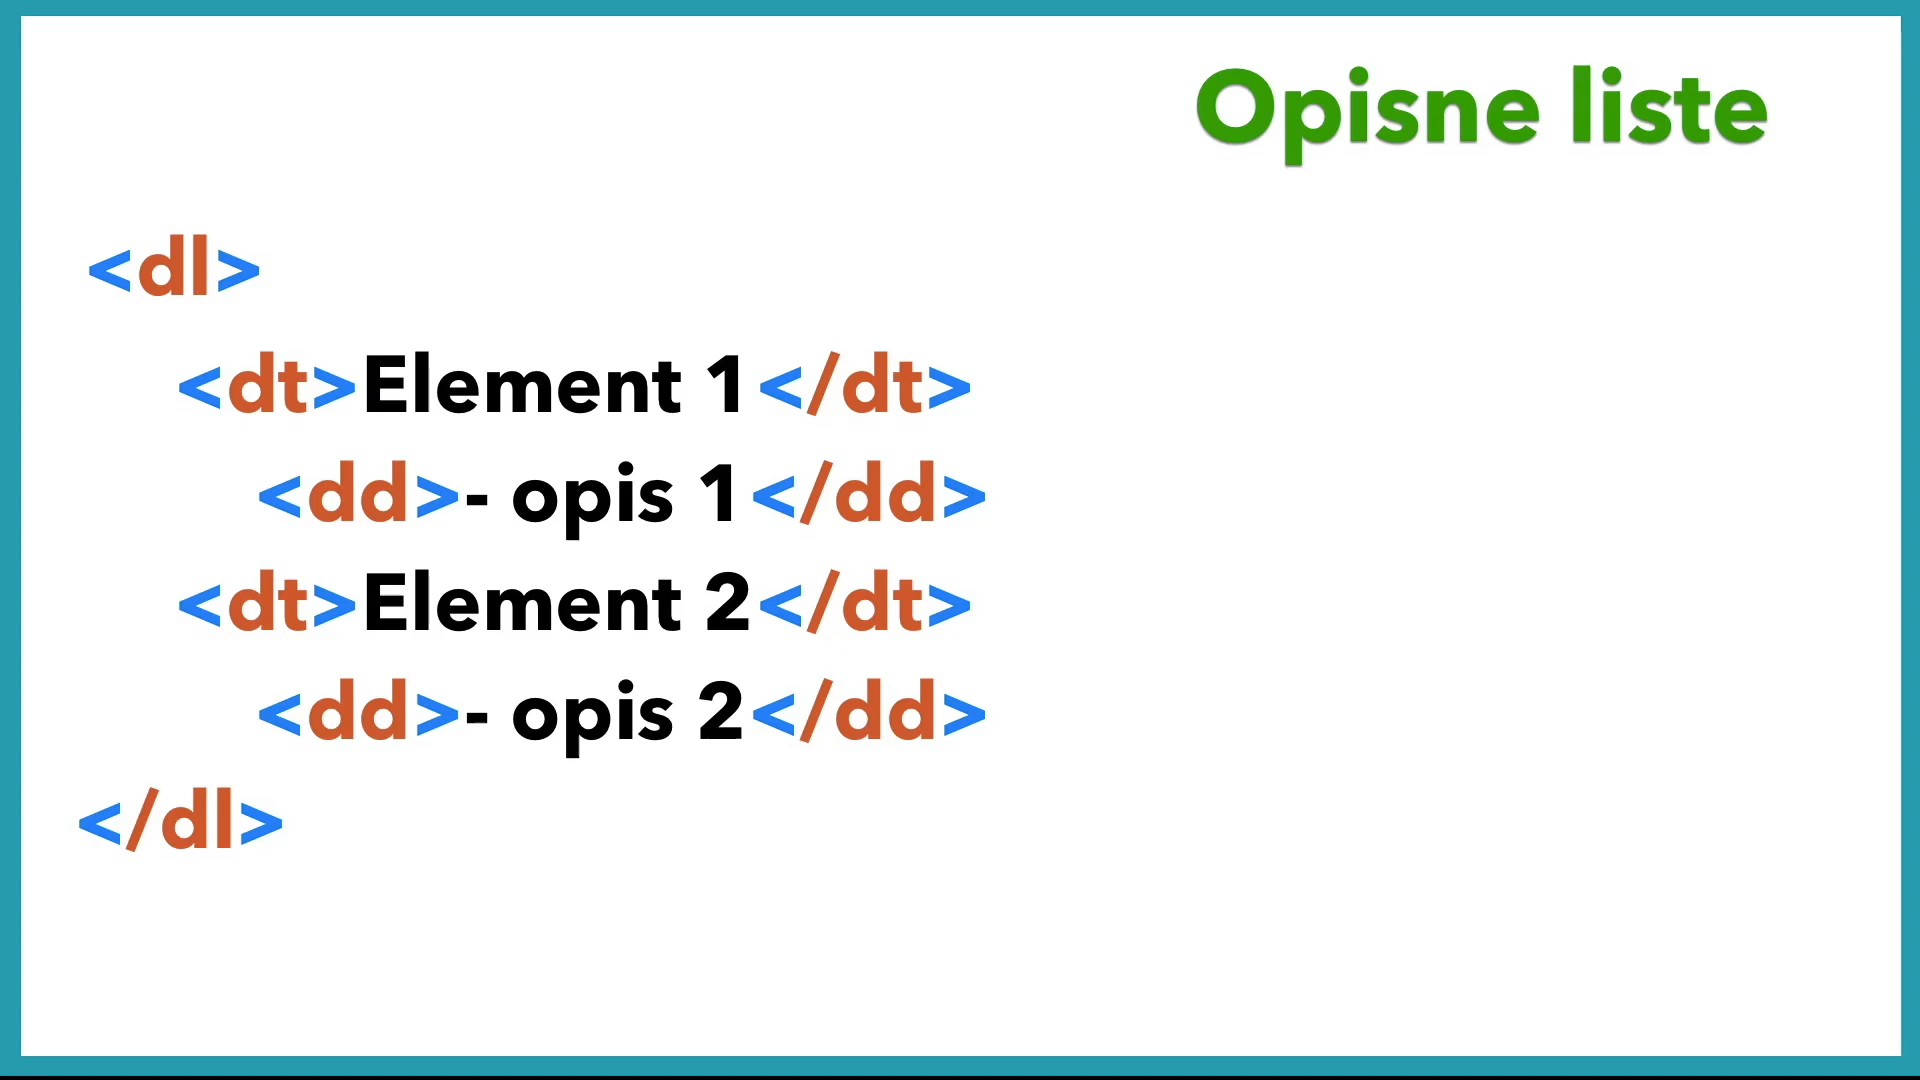 Opisne liste
<dl>
<dt>Element 1</dt>
<dd>- opis 1</dd>
<dt>Element 2</dt>
<dd>- opis 2</dd>
</dl>